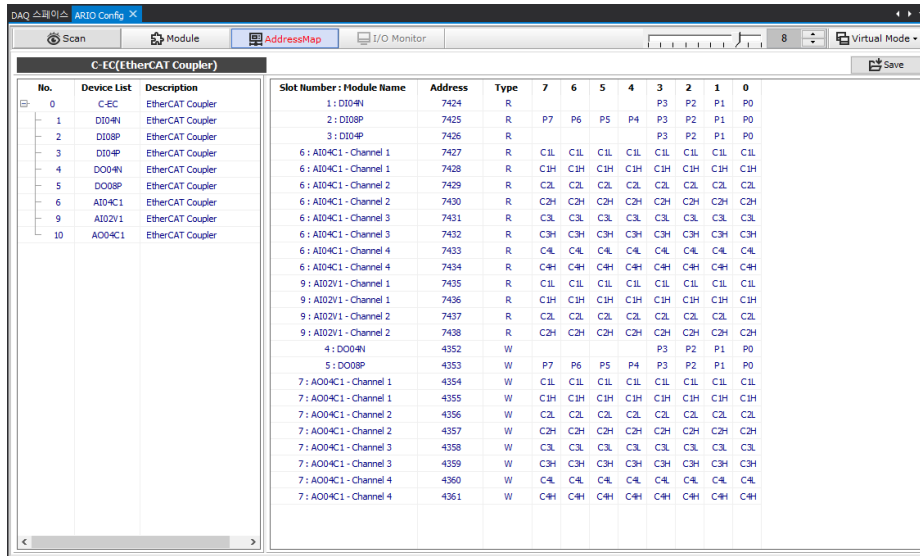 DAQ 스페이스 ARIO Config
Scan Module AddressMap I/O Monitor 8 Virtual Mode
C-EC(EtherCAT Coupler) Save
No. Device List Description
0 C-EC EtherCAT Coupler
1 DI04N EtherCAT Coupler
2 DI08P EtherCAT Coupler
3 DI04P EtherCAT Coupler
4 DO04N EtherCAT Coupler
5 DO08P EtherCAT Coupler
6 AI04C1 EtherCAT Coupler
9 AI02V1 EtherCAT Coupler
10 AO04C1 EtherCAT Coupler
Slot Number : Module Name Address Type 7 6 5 4 3 2 1 0
1 : DI04N 7424 R P3 P2 P1 P0
2 : DI08P 7425 R P7 P6 P5 P4 P3 P2 P1 P0
3 : DI04P 7426 R P3 P2 P1 P0
6 : AI04C1 - Channel 1 7427 R C1L C1L C1L C1L C1L C1L C1L C1L
6 : AI04C1 - Channel 1 7428 R C1H C1H C1H C1H C1H C1H C1H C1H
6 : AI04C1 - Channel 2 7429 R C2L C2L C2L C2L C2L C2L C2L C2L
6 : AI04C1 - Channel 2 7430 R C2H C2H C2H C2H C2H C2H C2H C2H
6 : AI04C1 - Channel 3 7431 R C3L C3L C3L C3L C3L C3L C3L C3L
6 : AI04C1 - Channel 3 7432 R C3H C3H C3H C3H C3H C3H C3H C3H
6 : AI04C1 - Channel 4 7433 R C4L C4L C4L C4L C4L C4L C4L C4L
6 : AI04C1 - Channel 4 7434 R C4H C4H C4H C4H C4H C4H C4H C4H
9 : AI02V1 - Channel 1 7435 R C1L C1L C1L C1L C1L C1L C1L C1L
9 : AI02V1 - Channel 1 7436 R C1H C1H C1H C1H C1H C1H C1H C1H
9 : AI02V1 - Channel 2 7437 R C2L C2L C2L C2L C2L C2L C2L C2L
9 : AI02V1 - Channel 2 7438 R C2H C2H C2H C2H C2H C2H C2H C2H
4 : DO04N 4352 W P3 P2 P1 P0
5 : DO08P 4353 W P7 P6 P5 P4 P3 P2 P1 P0
7 : AO04C1 - Channel 1 4354 W C1L C1L C1L C1L C1L C1L C1L C1L
7 : AO04C1 - Channel 1 4355 W C1H C1H C1H C1H C1H C1H C1H C1H
7 : AO04C1 - Channel 2 4356 W C2L C2L C2L C2L C2L C2L C2L C2L
7 : AO04C1 - Channel 2 4357 W C2H C2H C2H C2H C2H C2H C2H C2H
7 : AO04C1 - Channel 3 4358 W C3L C3L C3L C3L C3L C3L C3L C3L
7 : AO04C1 - Channel 3 4359 W C3H C3H C3H C3H C3H C3H C3H C3H
7 : AO04C1 - Channel 4 4360 W C4L C4L C4L C4L C4L C4L C4L C4L
7 : AO04C1 - Channel 4 4361 W C4H C4H C4H C4H C4H C4H C4H C4H